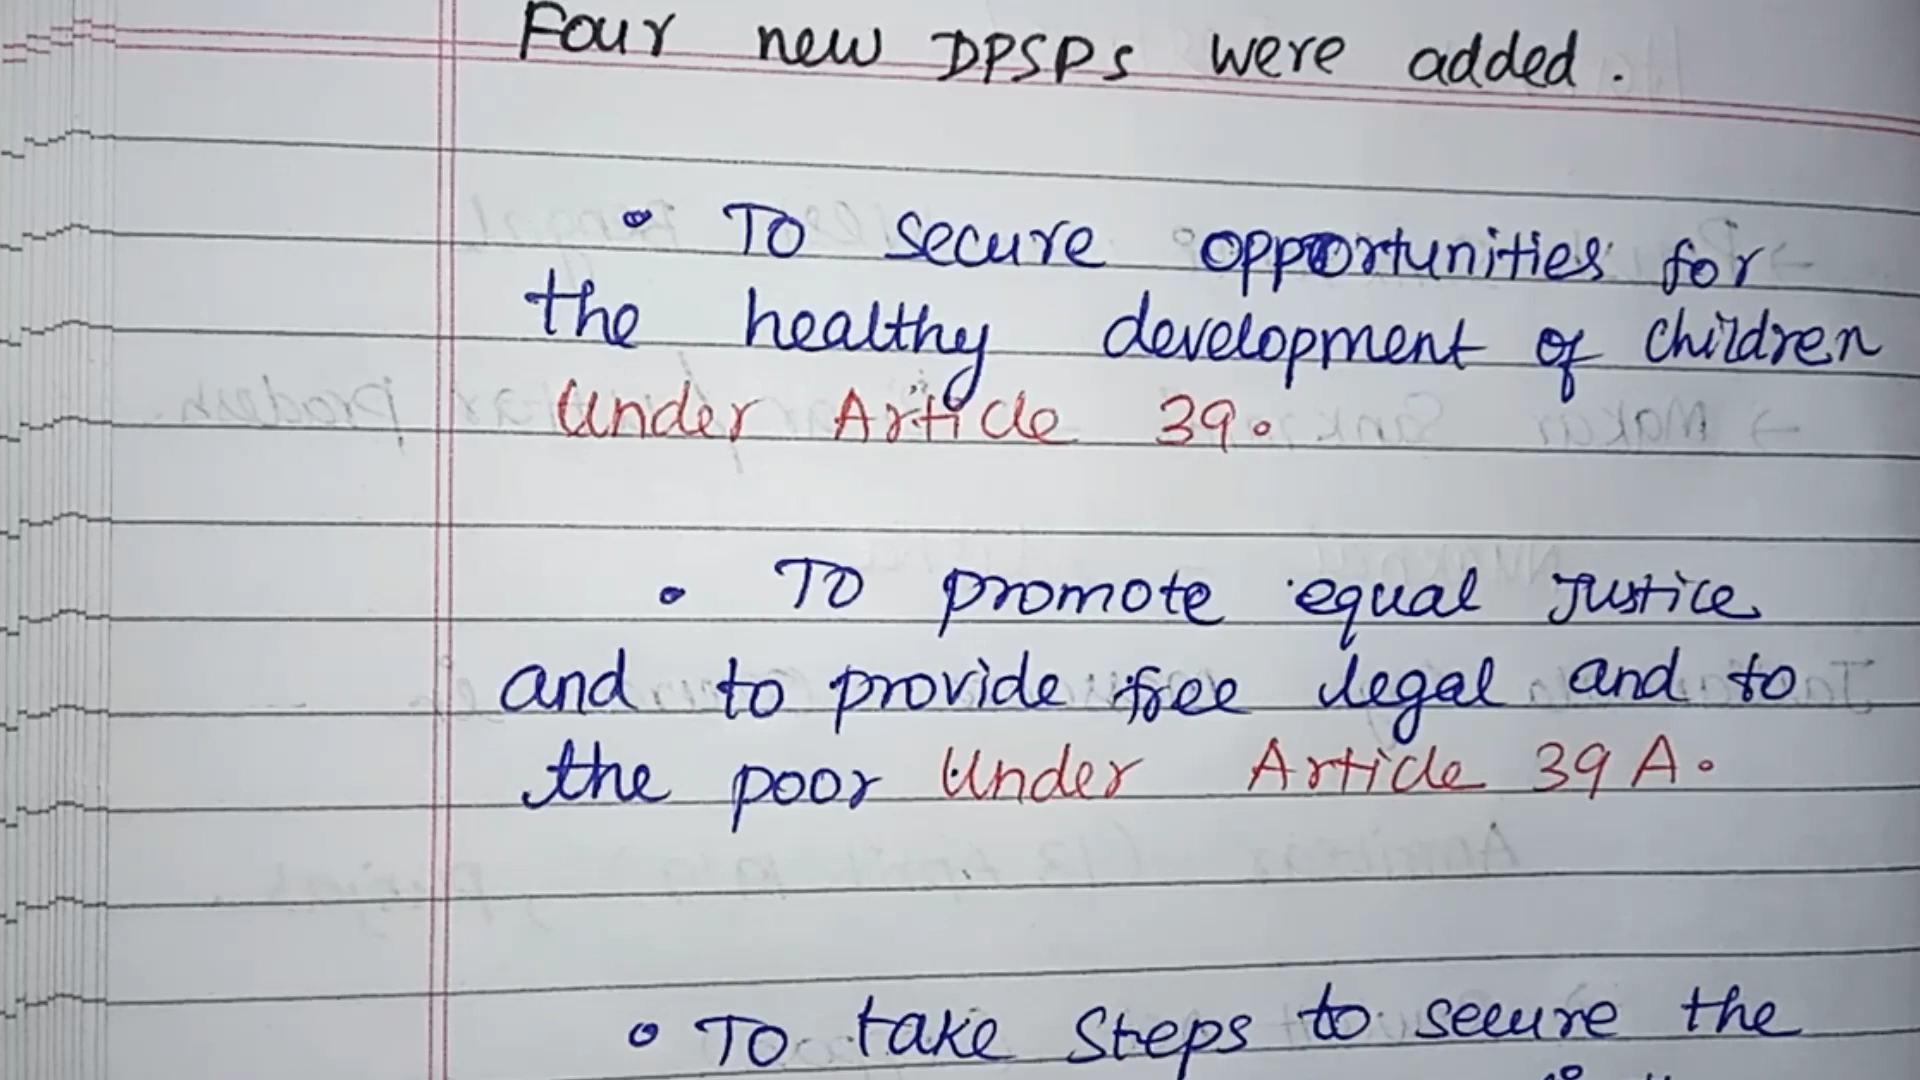 Four new DPSPs were added.
• To secure opportunities for
the healthy development of children
Under Article 39.
• To promote equal Justice
and to provide free legal and to
the poor Under Article 39 A.
• To take steps to secure the